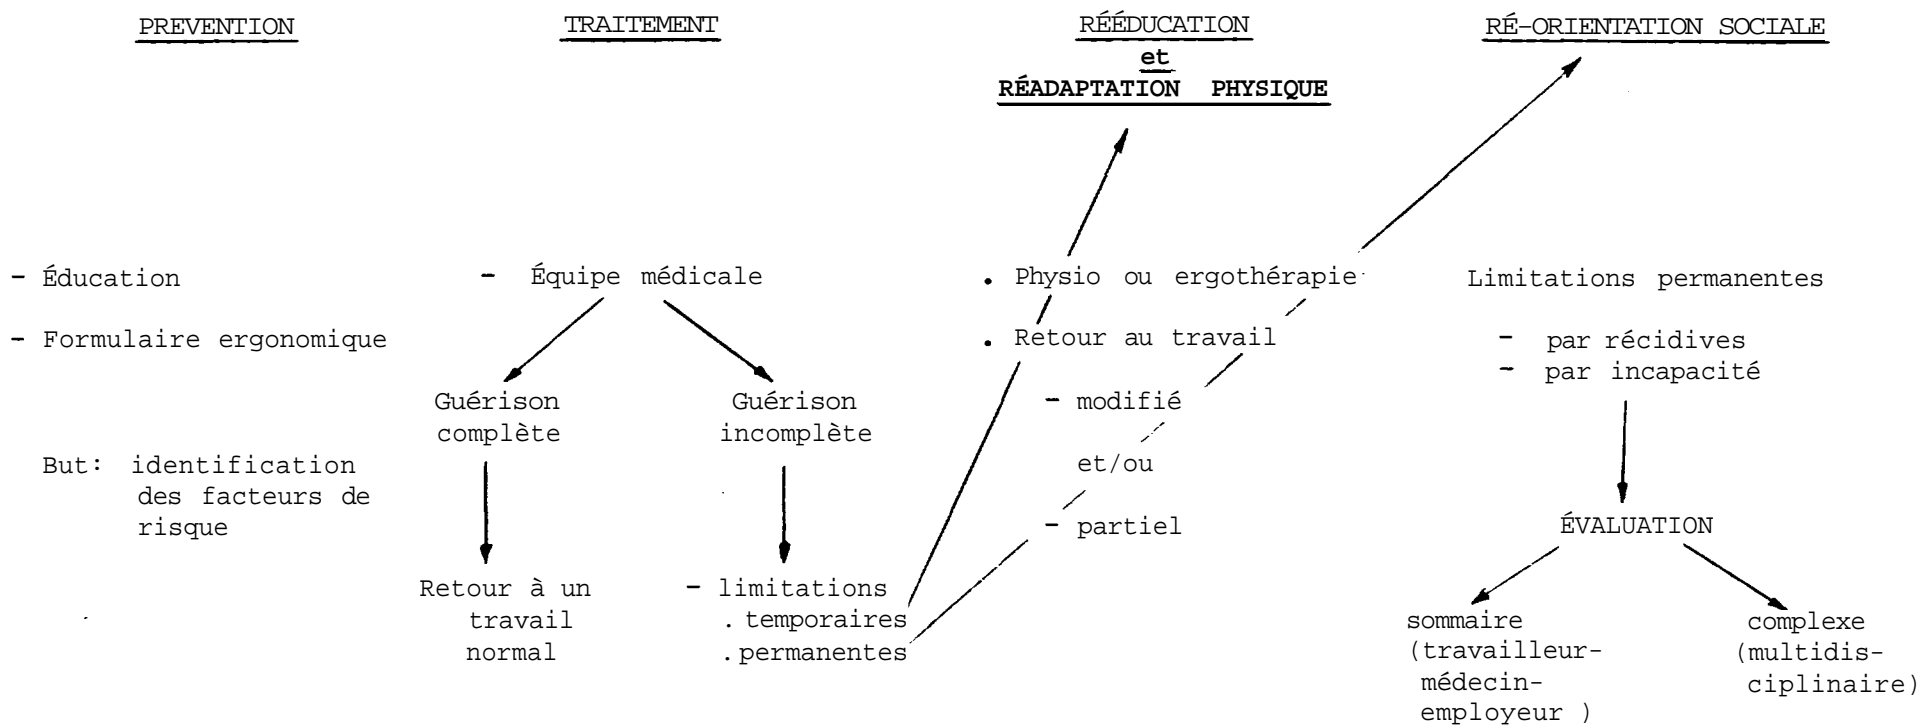 PREVENTION
- Éducation
- Formulaire ergonomique
But: identification
des facteurs de
risque
TRAITEMENT
- Équipe médicale
Guérison
complète
Retour à un
travail
normal
Guérison
incomplète
- limitations
. temporaires
. permanentes
RÉÉDUCATION
et
RÉADAPTATION PHYSIQUE
. Physio ou ergothérapie
. Retour au travail
- modifié
et/ou
- partiel
RÉ-ORIENTATION SOCIALE
Limitations permanentes
- par récidives
- par incapacité
ÉVALUATION
sommaire
(travailleur-
médecin-
employeur )
complexe
(multidis-
ciplinaire)